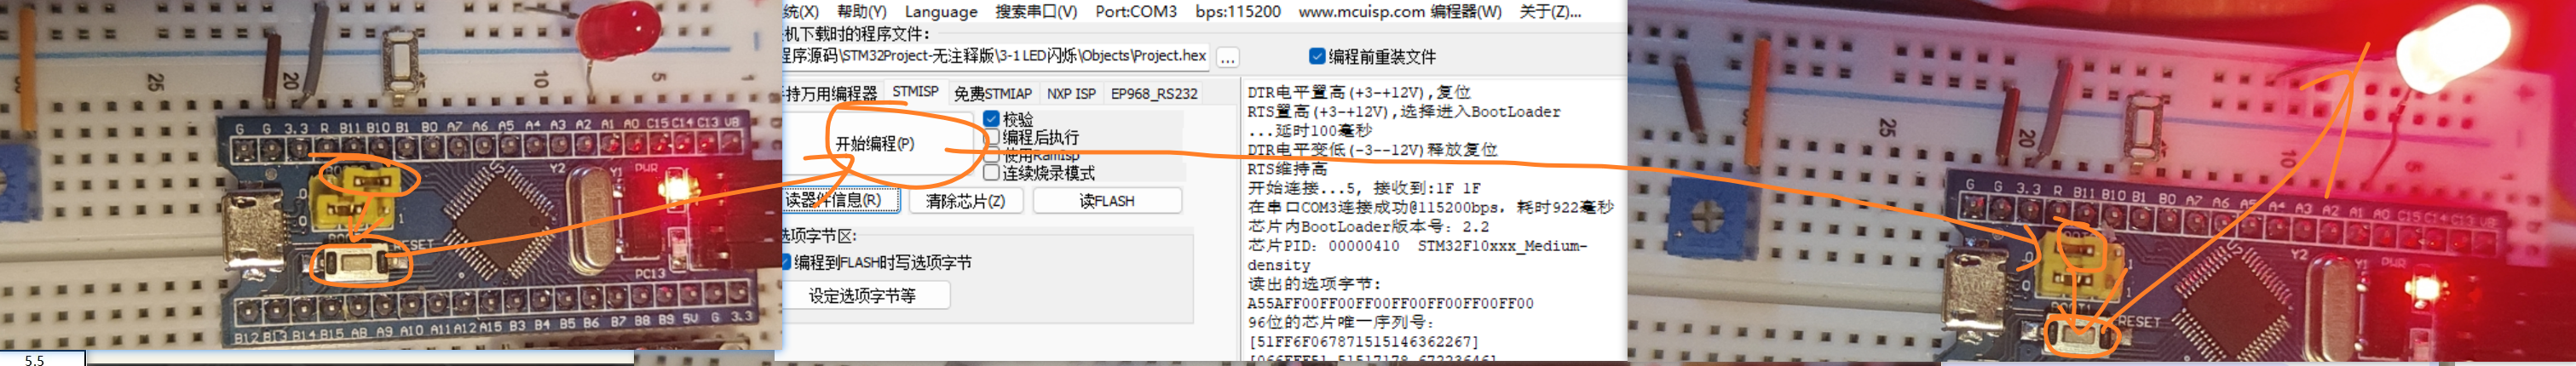 25
20
10
5
1
G G 3.3 R B11 B10 B1 B0 A7 A6 A5 A4 A3 A2 A1 A0 C15 C14 C13 VB
Y2
Y1
PWR
0
0
1
RESET
PC13
B12 B13 B14 B15 A8 A9 A10 A11 A12 A15 B3 B4 B5 B6 B7 B8 B9 5V G 3.3
5.5
统(X) 帮助(Y) Language 搜索串口(V) Port:COM3 bps:115200 www.mcuisp.com 编程器(W) 关于(Z)...
机下载时的程序文件:
程序源码\STM32Project-无注释版\3-1 LED闪烁\Objects\Project.hex ... 编程前重装文件
持万用编程器 STMISP 免费STMIAP NXP ISP EP968_RS232
开始编程(P)
校验
编程后执行
使用RamIsp
连续烧录模式
读器件信息(R) 清除芯片(Z) 读FLASH
选项字节区:
编程到FLASH时写选项字节
设定选项字节等
DTR电平置高(+3-+12V),复位
RTS置高(+3-+12V),选择进入BootLoader
...延时100毫秒
DTR电平变低(-3--12V)释放复位
RTS维持高
开始连接...5, 接收到:1F 1F
在串口COM3连接成功@115200bps, 耗时922毫秒
芯片内BootLoader版本号: 2.2
芯片PID: 00000410 STM32F10xxx_Medium-
density
读出的选项字节:
A55AFF00FF00FF00FF00FF00FF00FF00
96位的芯片唯一序列号:
[51FF6F067871515146362267]
25
20
10
G G 3.3 R B11 B10 B1 B0 A7 A6 A5 A4 A3 A2 A1 A0 C15 C14 C13 VB
Y2
Y1
PWR
0
0
1
1
RESET